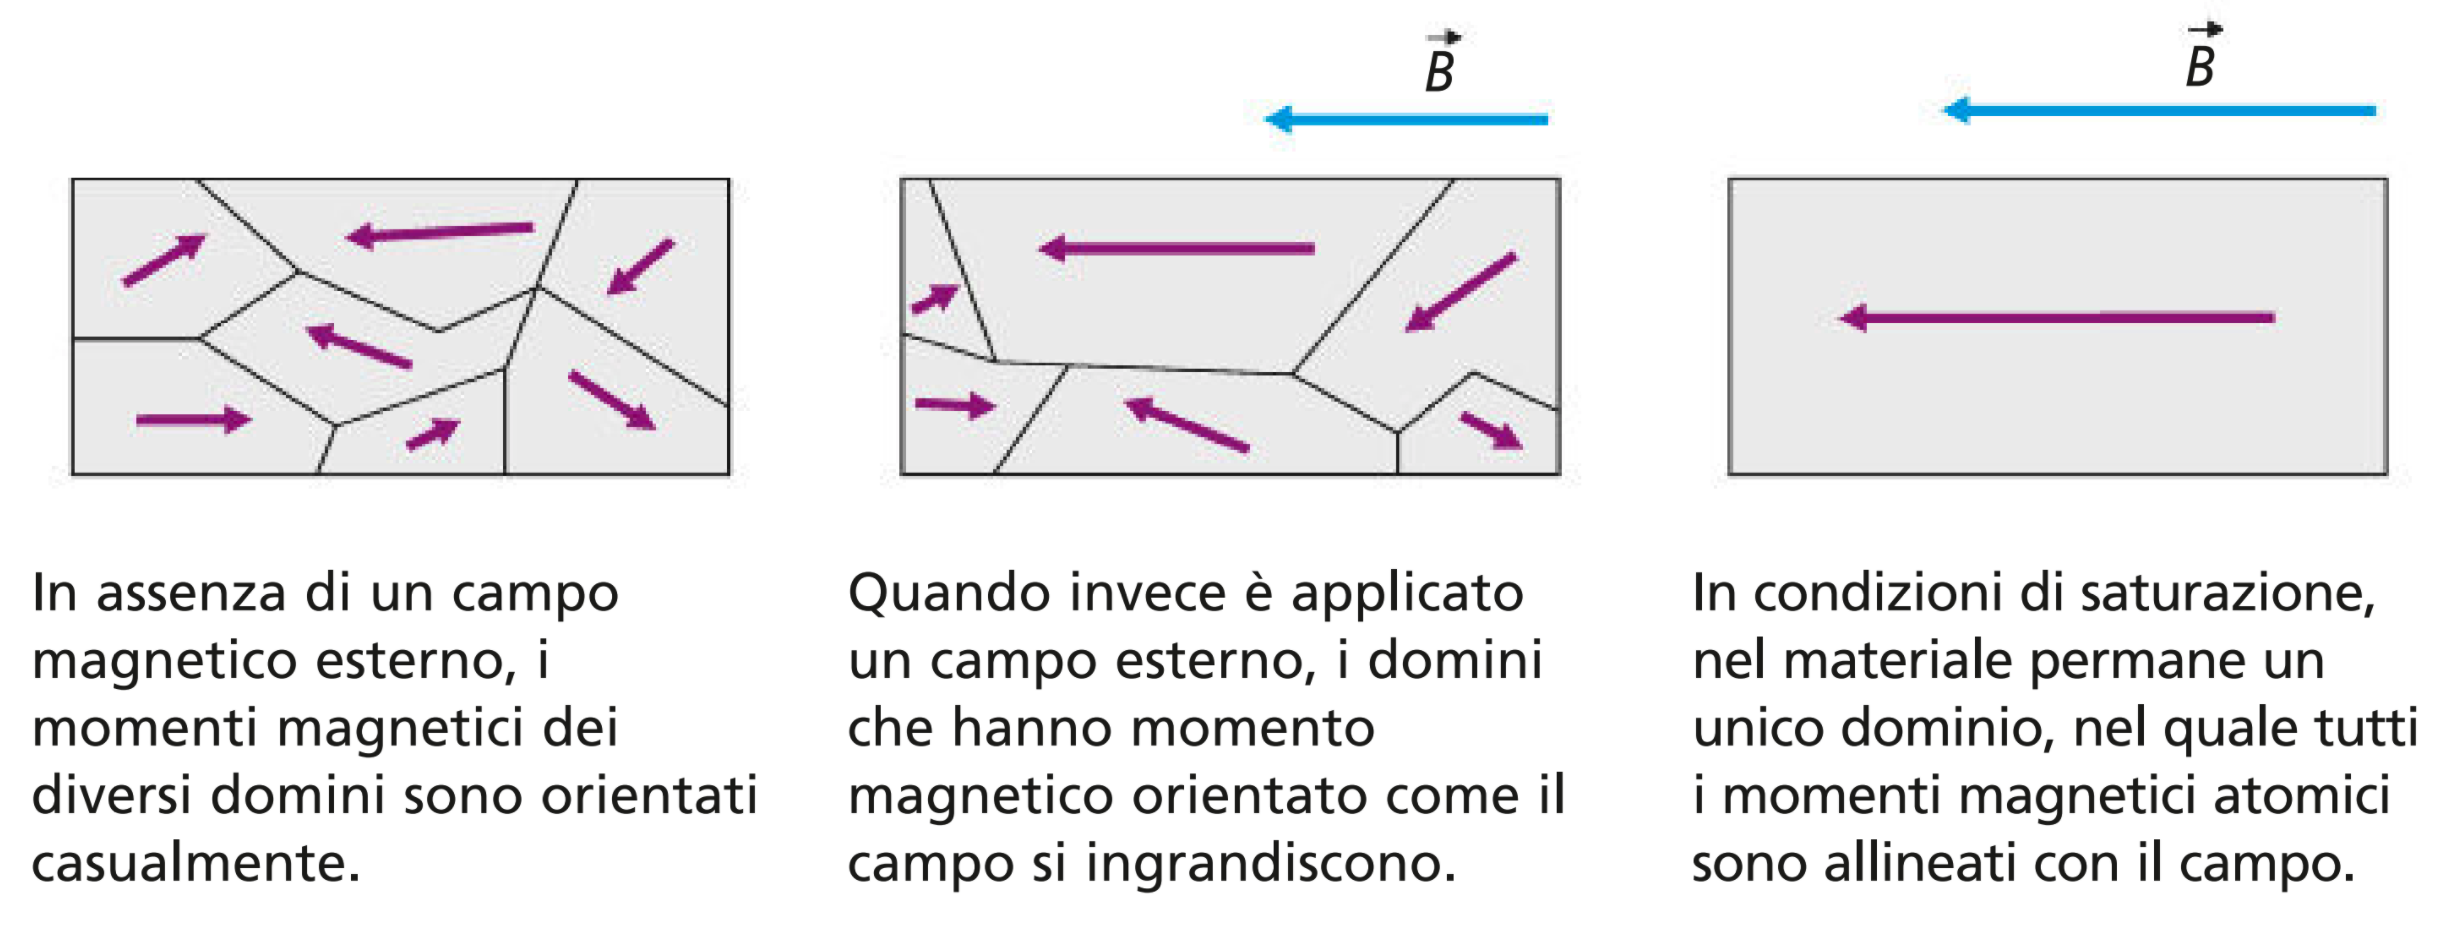 B
B
In assenza di un campo
magnetico esterno, i
momenti magnetici dei
diversi domini sono orientati
casualmente.
Quando invece è applicato
un campo esterno, i domini
che hanno momento
magnetico orientato come il
campo si ingrandiscono.
In condizioni di saturazione,
nel materiale permane un
unico dominio, nel quale tutti
i momenti magnetici atomici
sono allineati con il campo.